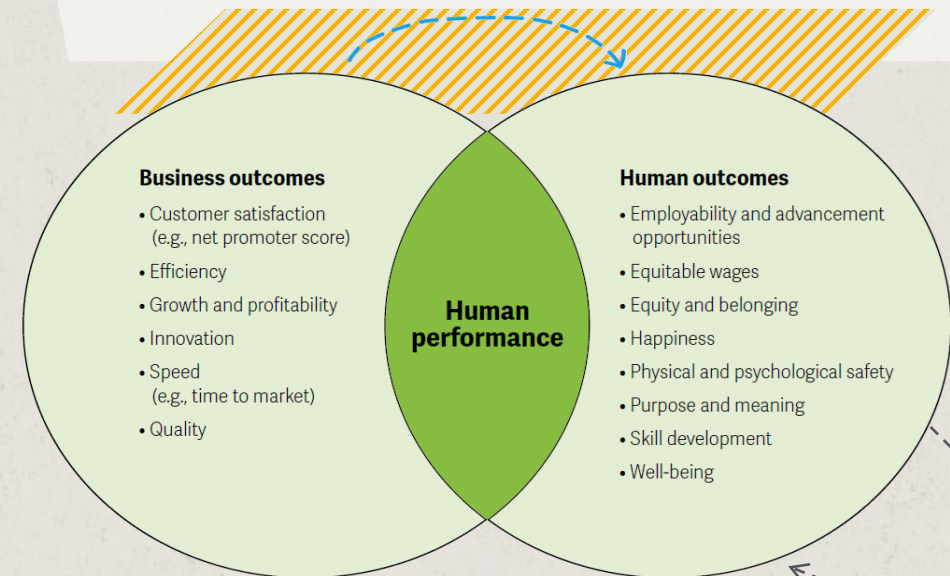 Business outcomes
• Customer satisfaction
(e.g., net promoter score)
• Efficiency
• Growth and profitability
• Innovation
• Speed
(e.g., time to market)
• Quality
Human
performance
Human outcomes
• Employability and advancement
opportunities
• Equitable wages
• Equity and belonging
• Happiness
• Physical and psychological safety
• Purpose and meaning
• Skill development
• Well-being